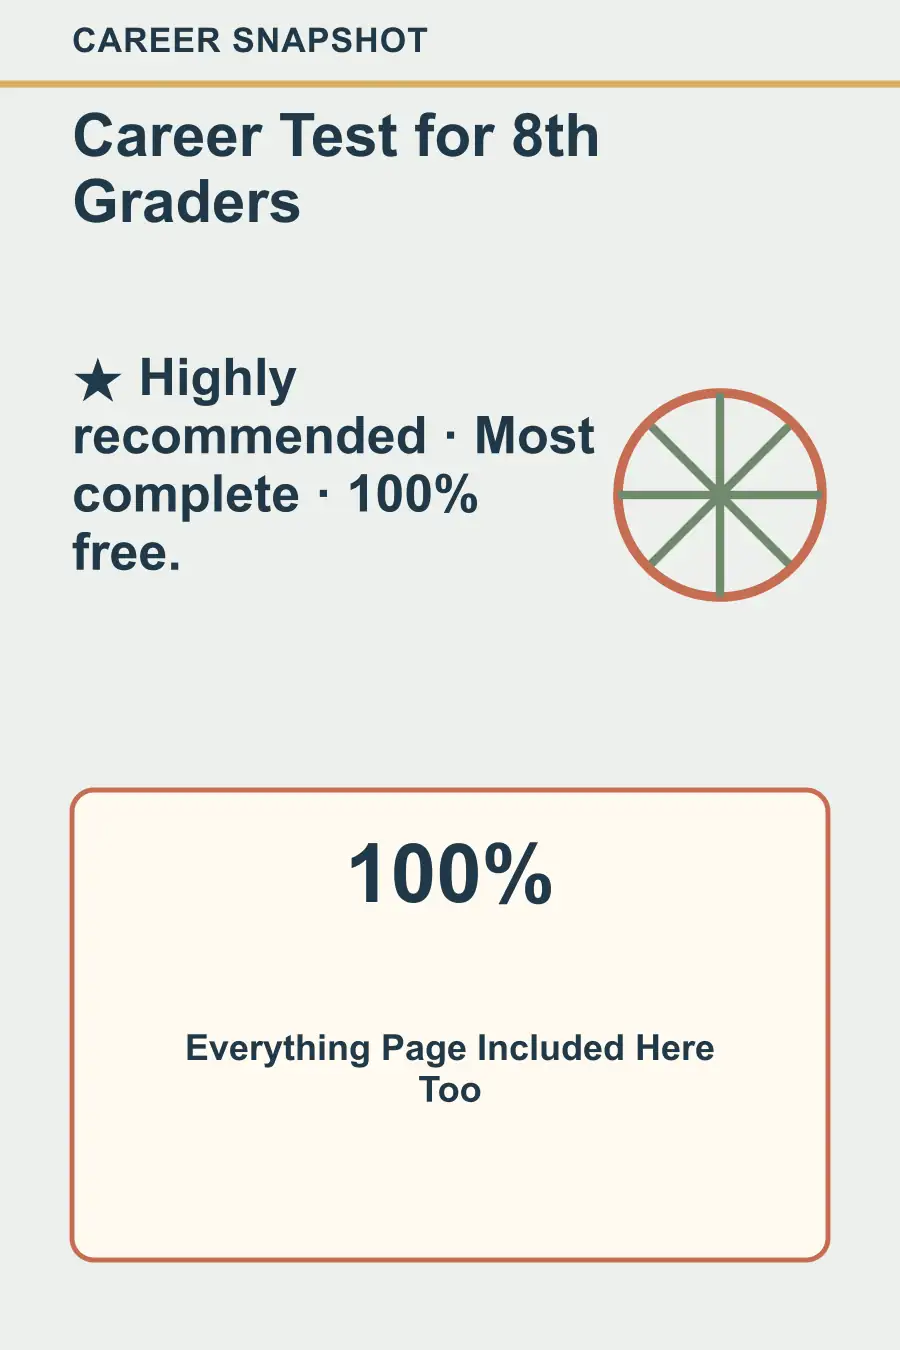 CAREER SNAPSHOT
Career Test for 8th
Graders
★ Highly
recommended · Most
complete · 100%
free.
100%
Everything Page Included Here
Too